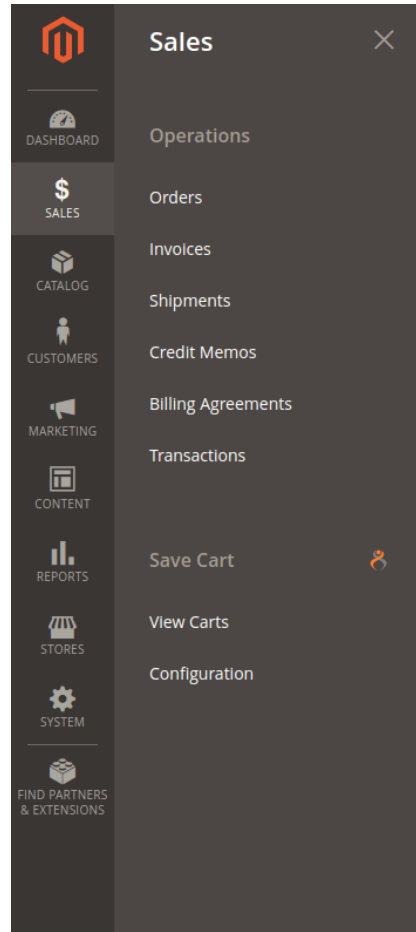 DASHBOARD
SALES
CATALOG
CUSTOMERS
MARKETING
CONTENT
REPORTS
STORES
SYSTEM
FIND PARTNERS
& EXTENSIONS
Sales
Operations
Orders
Invoices
Shipments
Credit Memos
Billing Agreements
Transactions
Save Cart
View Carts
Configuration